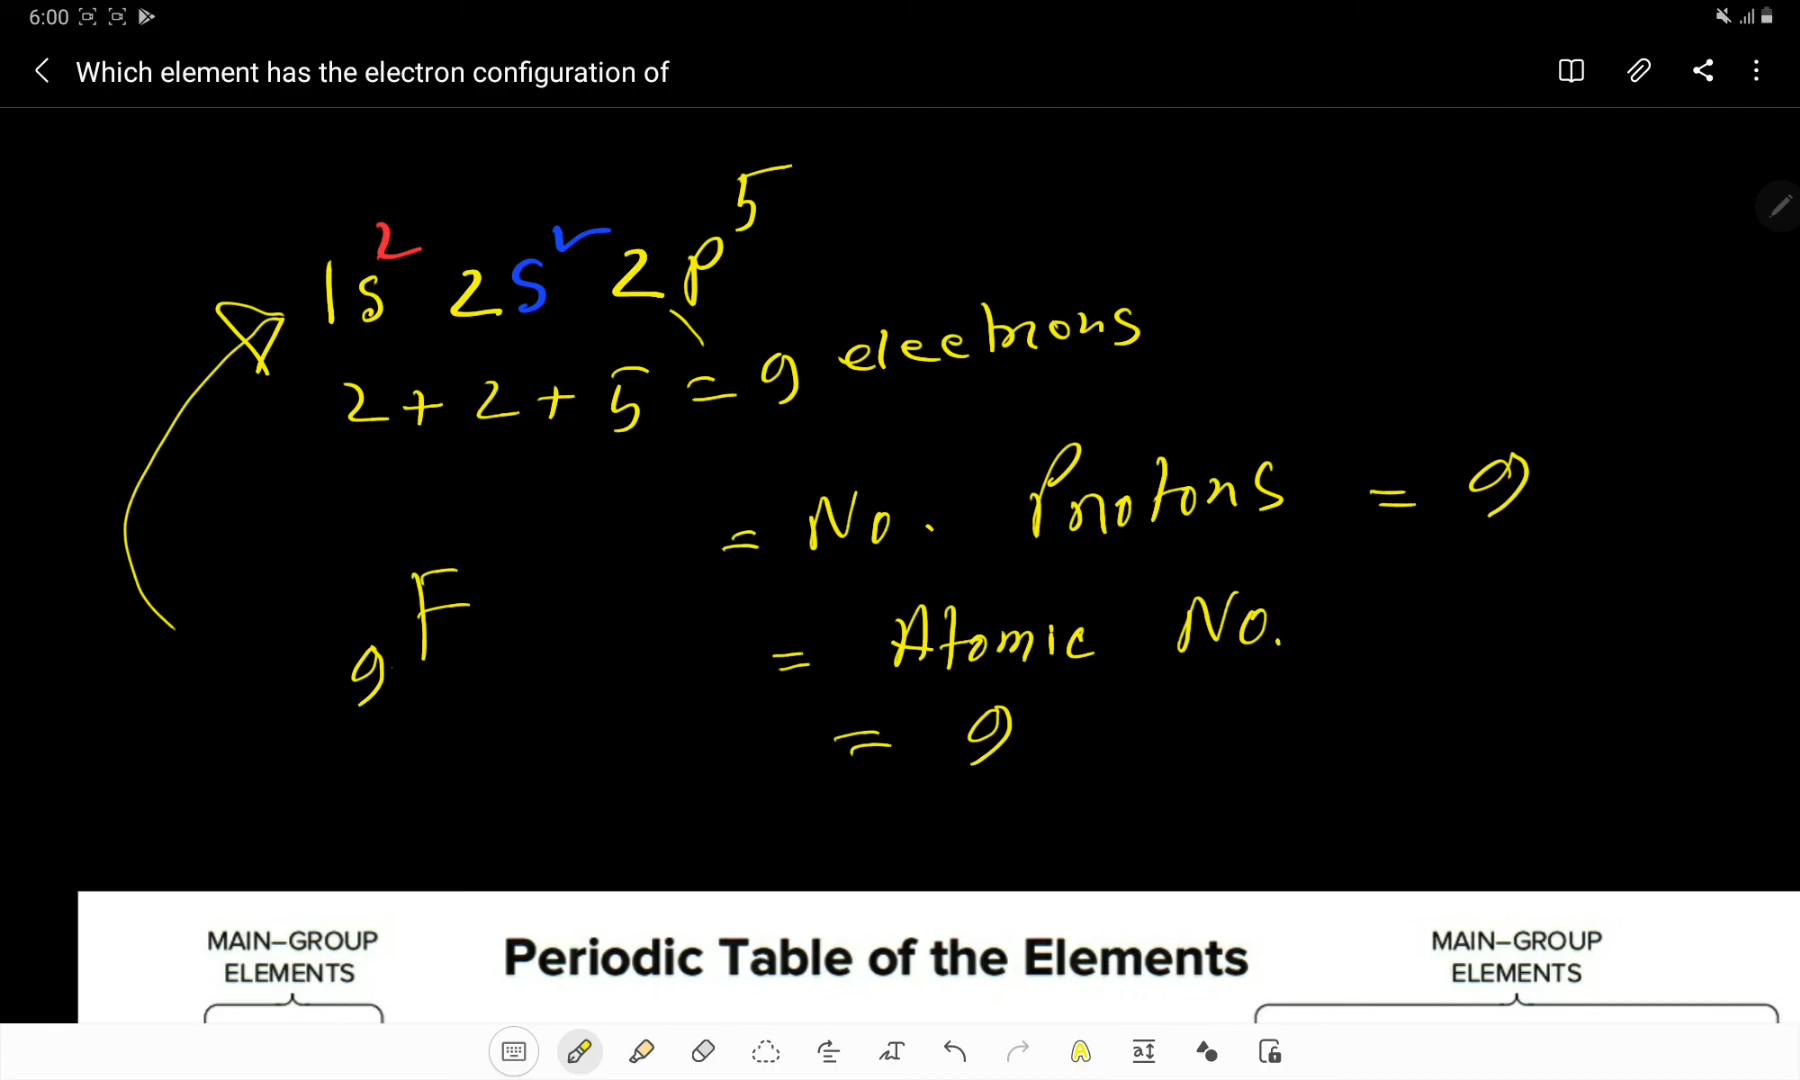 6:00
Which element has the electron configuration of
1s² 2s² 2p⁵
2 + 2 + 5 = 9 electrons
= No. Protons = 9
₉F
= Atomic No.
= 9
MAIN–GROUP ELEMENTS
Periodic Table of the Elements
MAIN–GROUP ELEMENTS